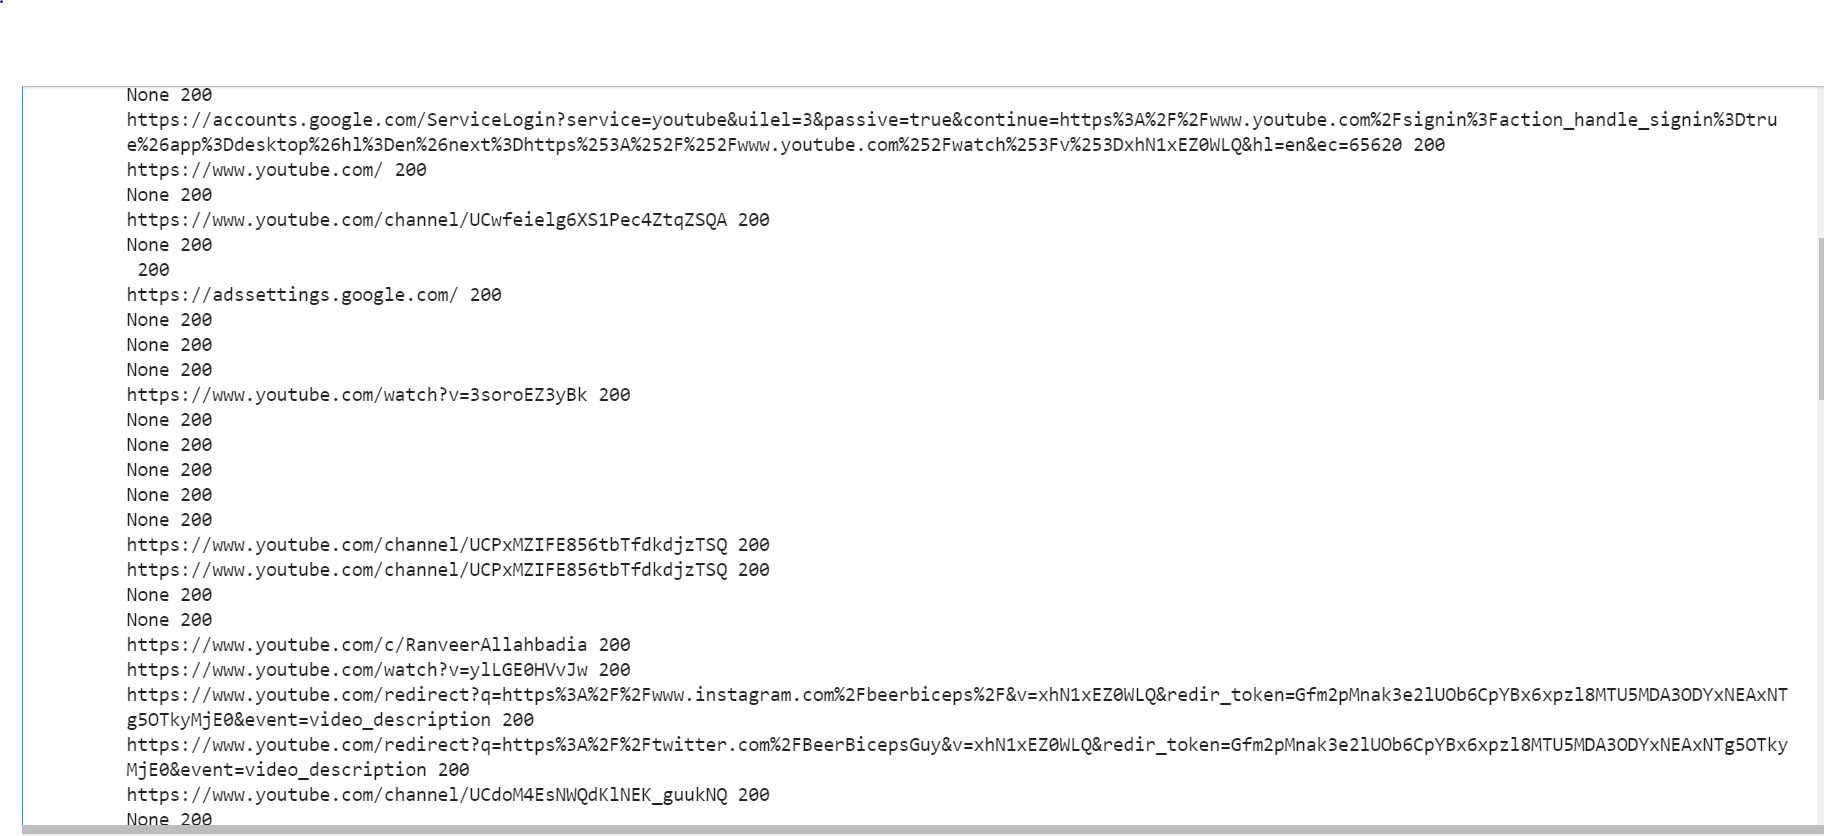 None 200
https://accounts.google.com/ServiceLogin?service=youtube&uilel=3&passive=true&continue=https%3A%2F%2Fwww.youtube.com%2Fsignin%3Faction_handle_signin%3Dtru
e%26app%3Ddesktop%26hl%3Den%26next%3Dhttps%253A%252F%252Fwww.youtube.com%252Fwatch%253Fv%253DxhN1xEZ0WLQ&hl=en&ec=65620 200
https://www.youtube.com/ 200
None 200
https://www.youtube.com/channel/UCwfeielg6XS1Pec4ZtqZSQA 200
None 200
200
https://adssettings.google.com/ 200
None 200
None 200
None 200
https://www.youtube.com/watch?v=3soroEZ3yBk 200
None 200
None 200
None 200
None 200
None 200
https://www.youtube.com/channel/UCPxMZIFE856tbTfdkdjzTSQ 200
https://www.youtube.com/channel/UCPxMZIFE856tbTfdkdjzTSQ 200
None 200
None 200
https://www.youtube.com/c/RanveerAllahbadia 200
https://www.youtube.com/watch?v=ylLGE0HVvJw 200
https://www.youtube.com/redirect?q=https%3A%2F%2Fwww.instagram.com%2Fbeerbiceps%2F&v=xhN1xEZ0WLQ&redir_token=Gfm2pMnak3e2lUOb6CpYBx6xpzl8MTU5MDA3ODYxNEAxNT
g5OTkyMjE0&event=video_description 200
https://www.youtube.com/redirect?q=https%3A%2F%2Ftwitter.com%2FBeerBicepsGuy&v=xhN1xEZ0WLQ&redir_token=Gfm2pMnak3e2lUOb6CpYBx6xpzl8MTU5MDA3ODYxNEAxNTg5OTky
MjE0&event=video_description 200
https://www.youtube.com/channel/UCdoM4EsNWQdKlNEK_guukNQ 200
None 200